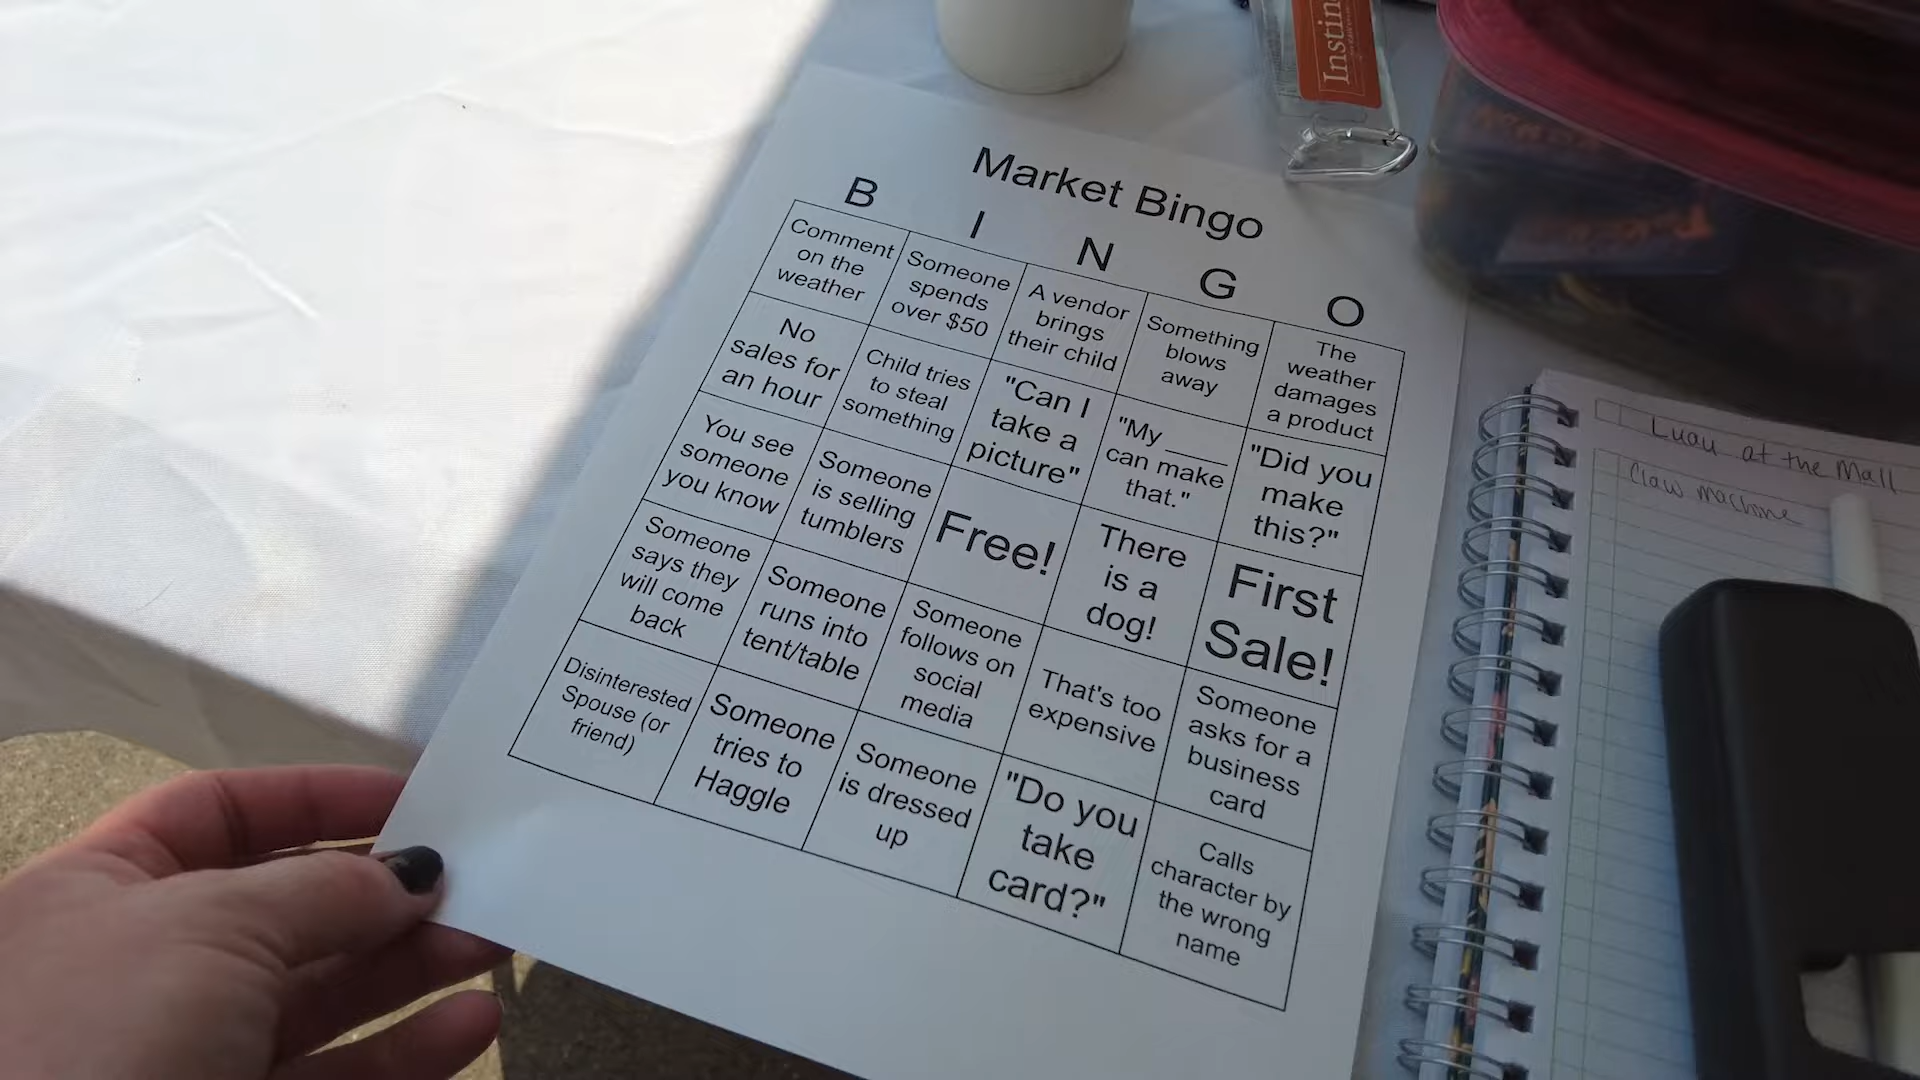 Instin
Market Bingo
B I N G O
Comment
on the
weather
Someone
spends
over $50
A vendor
brings
their child
Something
blows
away
The
weather
damages
a product
No
sales for
an hour
Child tries
to steal
something
"Can I
take a
picture"
"My ____
can make
that."
"Did you
make
this?"
You see
someone
you know
Someone
is selling
tumblers
Free!
There
is a
dog!
First
Sale!
Someone
says they
will come
back
Someone
runs into
tent/table
Someone
follows on
social
media
That's too
expensive
Someone
asks for a
business
card
Disinterested
Spouse (or
friend)
Someone
tries to
Haggle
Someone
is dressed
up
"Do you
take
card?"
Calls
character by
the wrong
name
Luau at the Mall
Claw machine